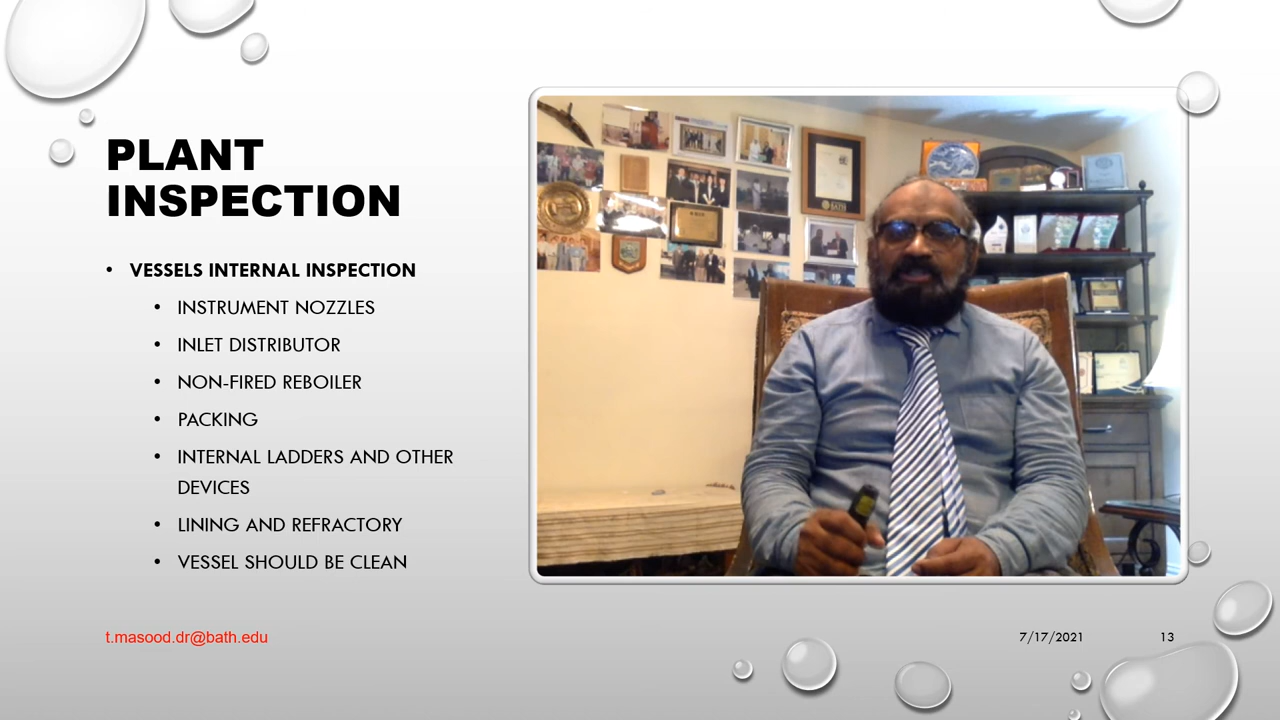 PLANT
INSPECTION
• VESSELS INTERNAL INSPECTION
• INSTRUMENT NOZZLES
• INLET DISTRIBUTOR
• NON-FIRED REBOILER
• PACKING
• INTERNAL LADDERS AND OTHER
DEVICES
• LINING AND REFRACTORY
• VESSEL SHOULD BE CLEAN
t.masood.dr@bath.edu
7/17/2021
13